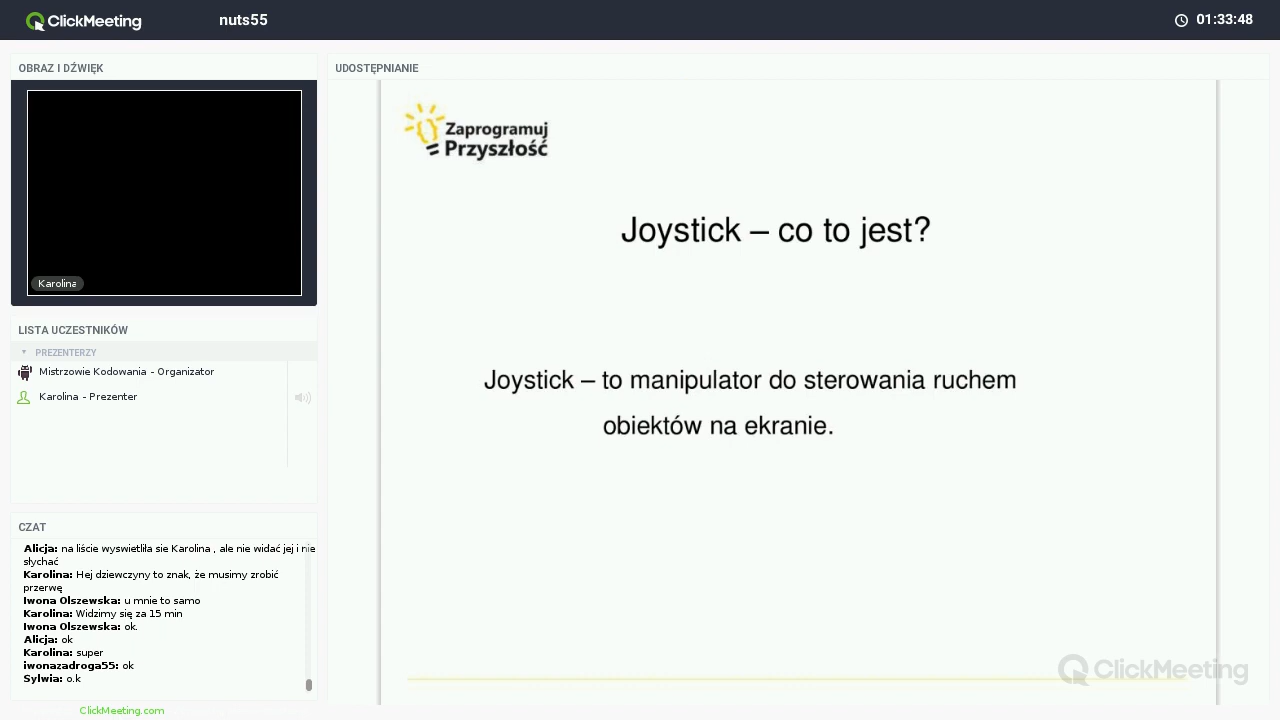 ClickMeeting
nuts55
01:33:48
OBRAZ I DŹWIĘK
Karolina
LISTA UCZESTNIKÓW
PREZENTERZY
Mistrzowie Kodowania - Organizator
Karolina - Prezenter
CZAT
Alicja: na liście wyswietliła sie Karolina , ale nie widać jej i nie
słychać
Karolina: Hej dziewczyny to znak, że musimy zrobić
przerwę
Iwona Olszewska: u mnie to samo
Karolina: Widzimy się za 15 min
Iwona Olszewska: ok.
Alicja: ok
Karolina: super
iwonazadroga55: ok
Sylwia: o.k
ClickMeeting.com
UDOSTĘPNIANIE
Zaprogramuj
Przyszłość
Joystick – co to jest?
Joystick – to manipulator do sterowania ruchem
obiektów na ekranie.
ClickMeeting